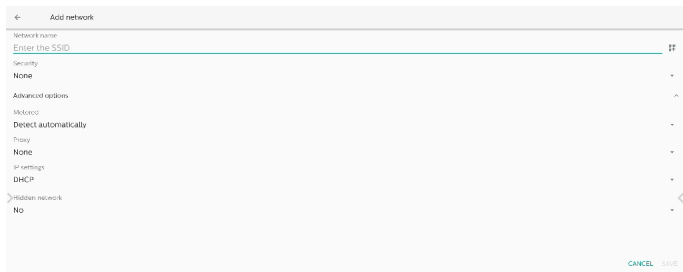 Add network
Network name
Enter the SSID
Security
None
Advanced options
Metered
Detect automatically
Proxy
None
IP settings
DHCP
Hidden network
No
CANCEL SAVE